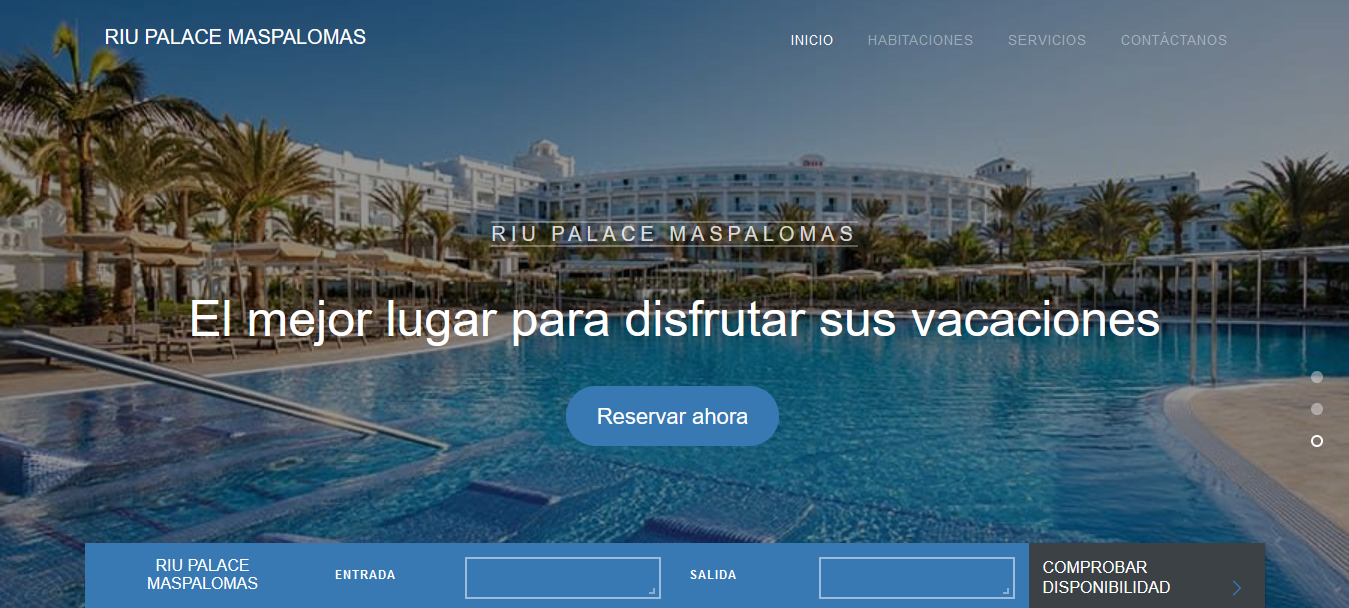 RIU PALACE MASPALOMAS
INICIO
HABITACIONES
SERVICIOS
CONTÁCTANOS
RIU PALACE MASPALOMAS
El mejor lugar para disfrutar sus vacaciones
Reservar ahora
RIU PALACE
MASPALOMAS
ENTRADA
SALIDA
COMPROBAR
DISPONIBILIDAD